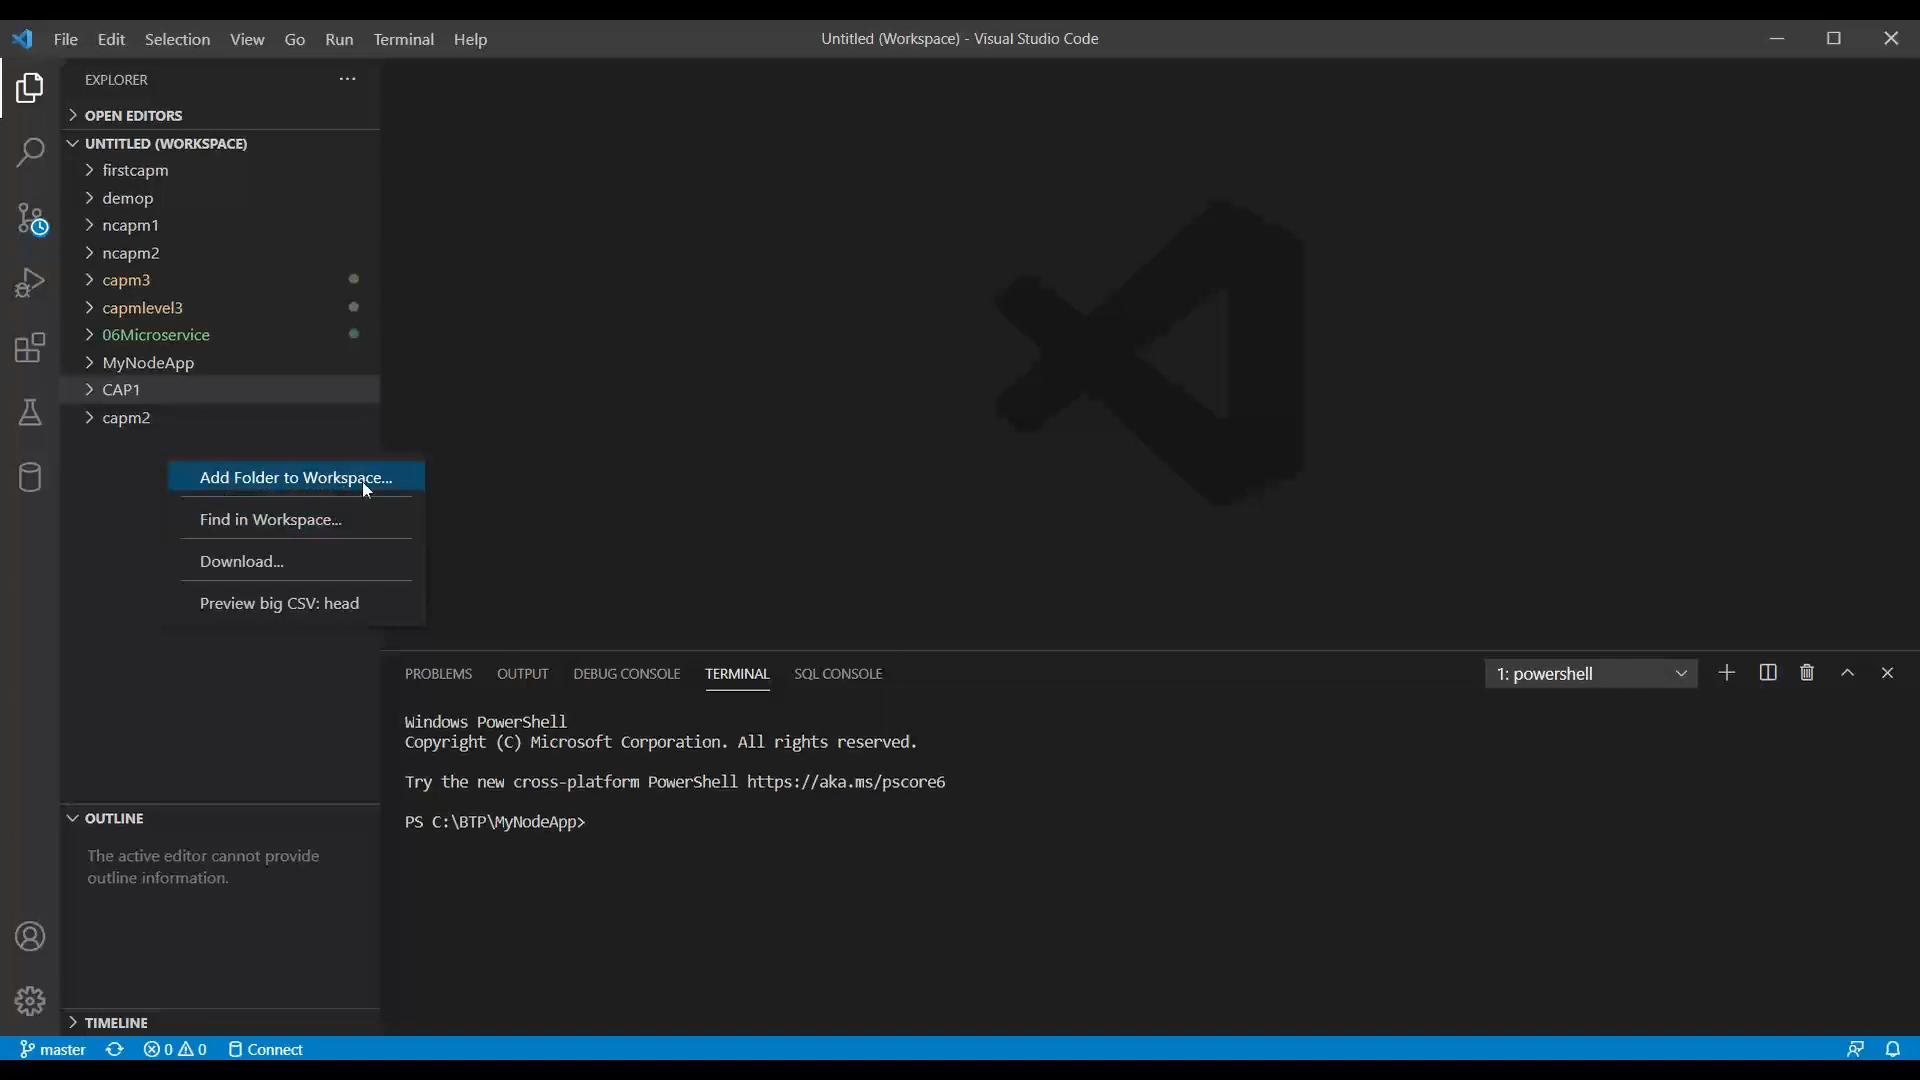 File Edit Selection View Go Run Terminal Help
Untitled (Workspace) - Visual Studio Code
EXPLORER
OPEN EDITORS
UNTITLED (WORKSPACE)
firstcapm
demop
ncapm1
ncapm2
capm3
capmlevel3
06Microservice
MyNodeApp
CAP1
capm2
Add Folder to Workspace...
Find in Workspace...
Download...
Preview big CSV: head
PROBLEMS OUTPUT DEBUG CONSOLE TERMINAL SQL CONSOLE
1: powershell
Windows PowerShell
Copyright (C) Microsoft Corporation. All rights reserved.
Try the new cross-platform PowerShell https://aka.ms/pscore6
PS C:\BTP\MyNodeApp>
OUTLINE
The active editor cannot provide
outline information.
TIMELINE
master 0 0 Connect